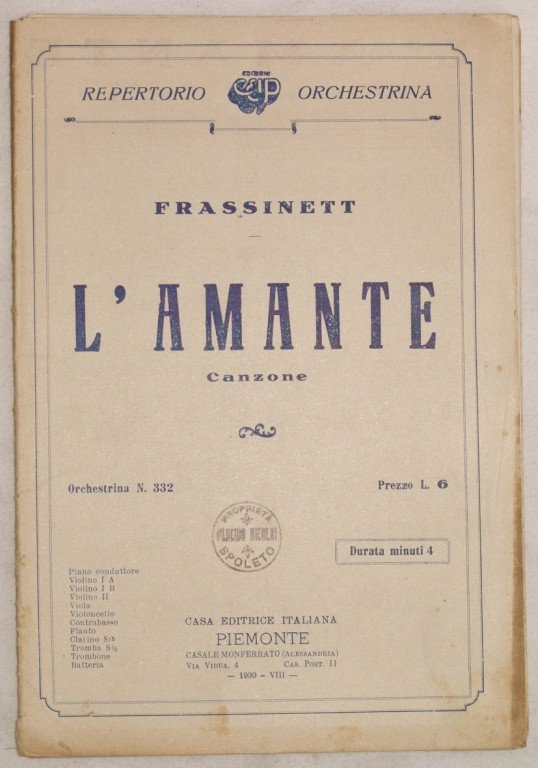 EDIZIONI
CEIP
REPERTORIO ORCHESTRINA
FRASSINETT
L'AMANTE
Canzone
Orchestrina N. 332
Prezzo L. 6
PROPRIETÀ
SPOLETO
Durata minuti 4
Piano conduttore
Violino I A
Violino I B
Violino II
Viola
Violoncello
Contrabasso
Flauto
Clarino Sib
Tromba Sib
Trombone
Batteria
CASA EDITRICE ITALIANA
PIEMONTE
CASALE MONFERRATO (ALESSANDRIA)
VIA VIDUA, 4 CAS. POST. 11
— 1930 - VIII —